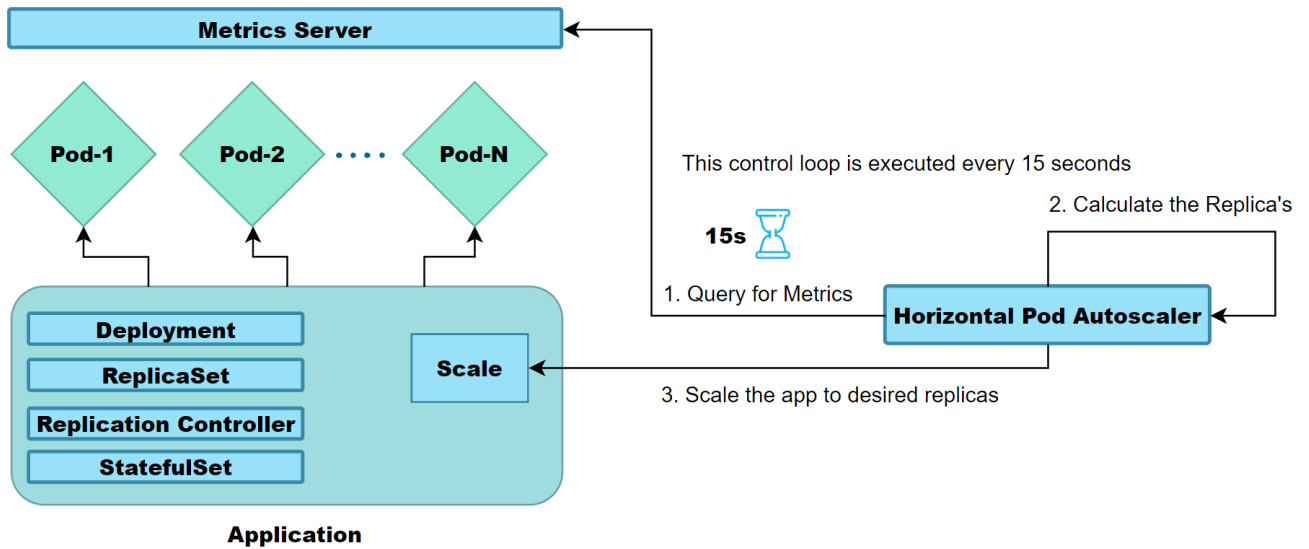 Metrics Server
Pod-1
Pod-2
Pod-N
This control loop is executed every 15 seconds
2. Calculate the Replica's
15s
1. Query for Metrics
Horizontal Pod Autoscaler
Deployment
ReplicaSet
Scale
3. Scale the app to desired replicas
Replication Controller
StatefulSet
Application